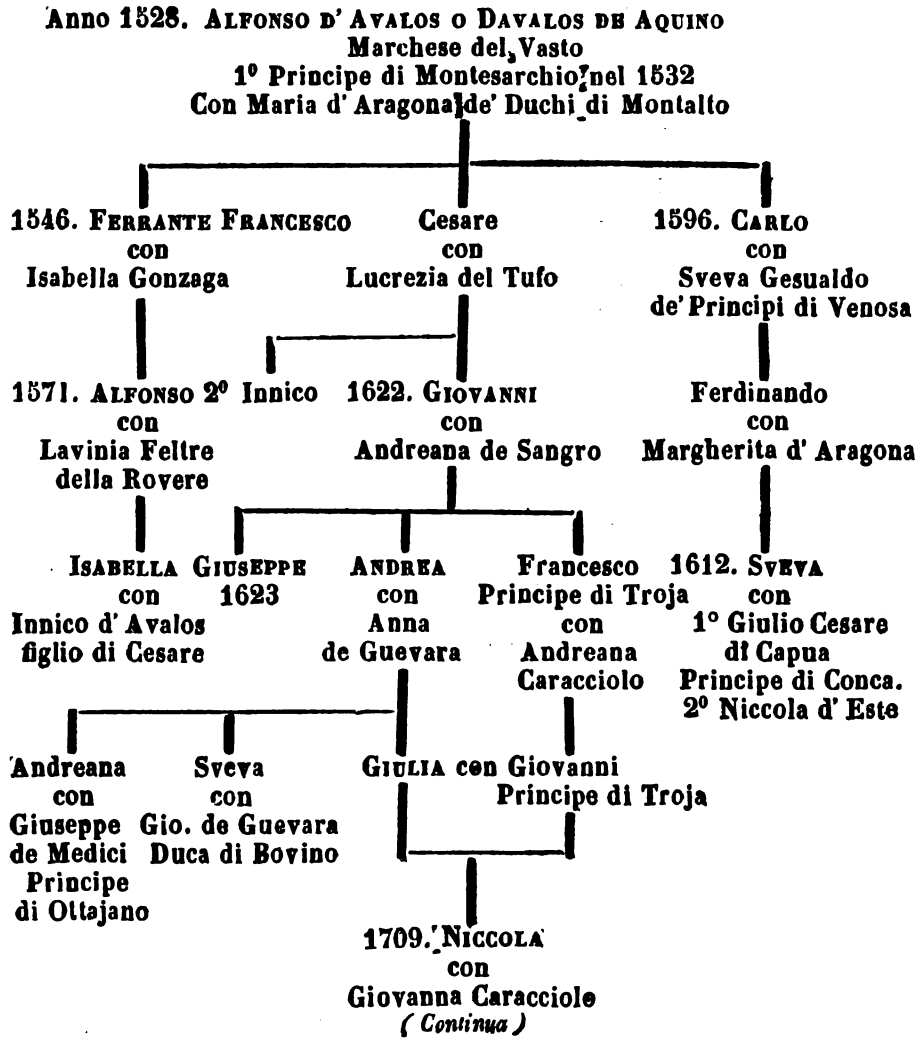 Anno 1528. ALFONSO D' AVALOS O DAVALOS DE AQUINO
Marchese del Vasto
1º Principe di Montesarchio nel 1532
Con Maria d' Aragona de' Duchi di Montalto
1546. FERRANTE FRANCESCO
con
Isabella Gonzaga
Cesare
con
Lucrezia del Tufo
1596. CARLO
con
Sveva Gesualdo
de' Principi di Venosa
1571. ALFONSO 2º
con
Lavinia Feltre
della Rovere
Innico
1622. GIOVANNI
con
Andreana de Sangro
Ferdinando
con
Margherita d' Aragona
ISABELLA
con
Innico d' Avalos
figlio di Cesare
GIUSEPPE
1623
ANDREA
con
Anna
de Guevara
Francesco
Principe di Troja
con
Andreana
Caracciolo
1612. SVEVA
con
1º Giulio Cesare
di Capua
Principe di Conca.
2º Niccola d' Este
Andreana
con
Giuseppe
de Medici
Principe
di Ottajano
Sveva
con
Gio. de Guevara
Duca di Bovino
GIULIA con Giovanni
Principe di Troja
1709. NICCOLA
con
Giovanna Caracciolo
( Continua )